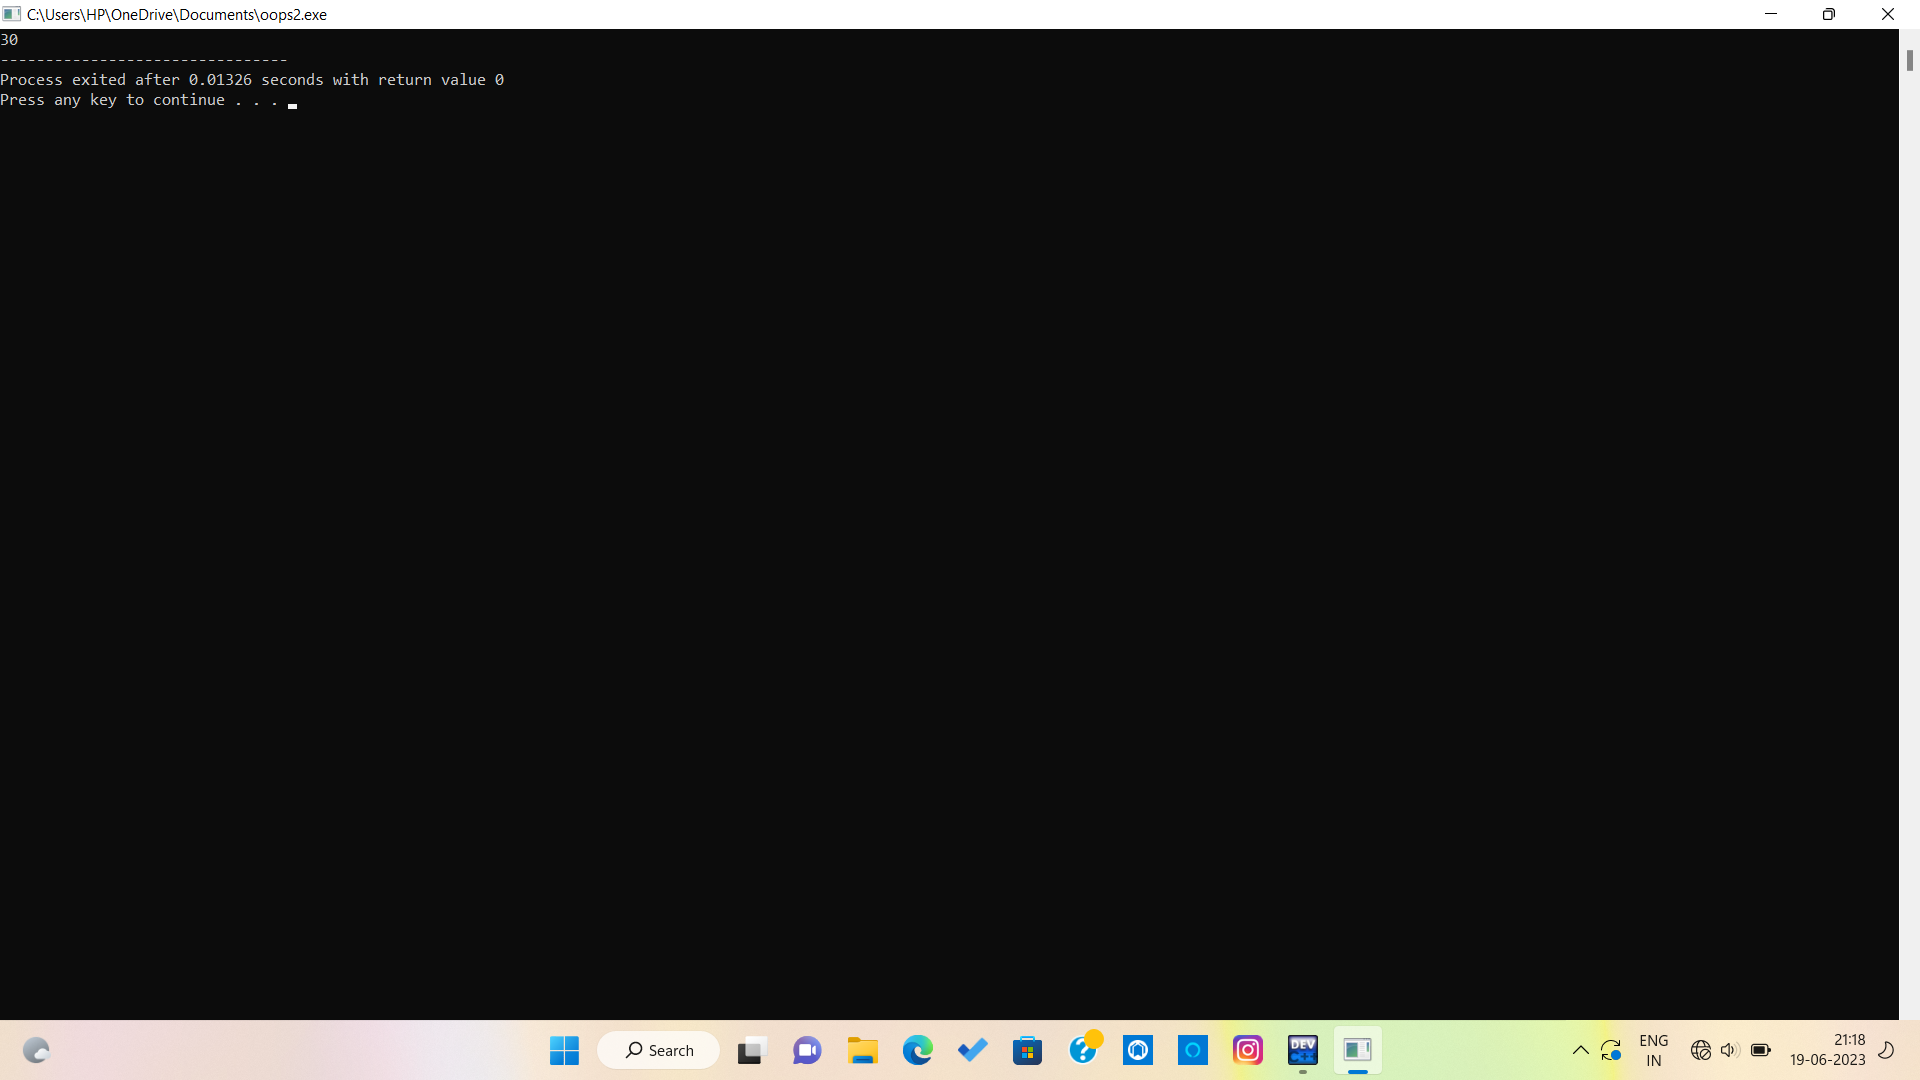 C:\Users\HP\OneDrive\Documents\oops2.exe
30
--------------------------------
Process exited after 0.01326 seconds with return value 0
Press any key to continue . . .
Search
DEV
C++
ENG
IN
21:18
19-06-2023